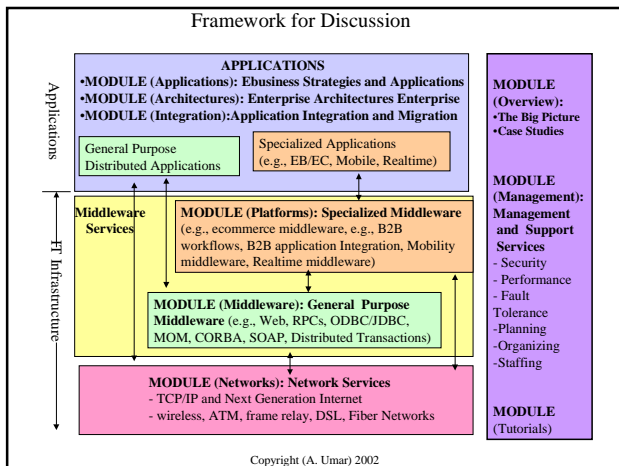 Framework for Discussion
Applications
IT Infrastructure
APPLICATIONS
•MODULE (Applications): Ebusiness Strategies and Applications
•MODULE (Architectures): Enterprise Architectures Enterprise
•MODULE (Integration):Application Integration and Migration
General Purpose
Distributed Applications
Specialized Applications
(e.g., EB/EC, Mobile, Realtime)
Middleware
Services
MODULE (Platforms): Specialized Middleware
(e.g., ecommerce middleware, e.g., B2B
workflows, B2B application Integration, Mobility
middleware, Realtime middleware)
MODULE (Middleware): General Purpose
Middleware (e.g., Web, RPCs, ODBC/JDBC,
MOM, CORBA, SOAP, Distributed Transactions)
MODULE (Networks): Network Services
- TCP/IP and Next Generation Internet
- wireless, ATM, frame relay, DSL, Fiber Networks
MODULE
(Overview):
•The Big Picture
•Case Studies
MODULE
(Management):
Management
and Support
Services
- Security
- Performance
- Fault
Tolerance
-Planning
-Organizing
-Staffing
MODULE
(Tutorials)
Copyright (A. Umar) 2002